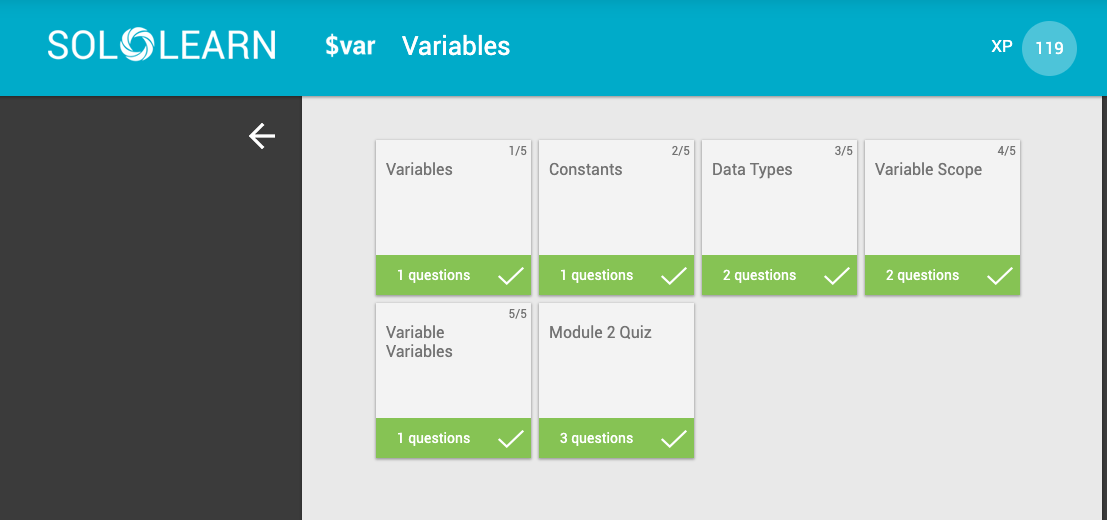 SOLOLEARN $var Variables XP 119
1/5 2/5 3/5 4/5
Variables Constants Data Types Variable Scope
1 questions 1 questions 2 questions 2 questions
5/5
Variable Module 2 Quiz
Variables
1 questions 3 questions